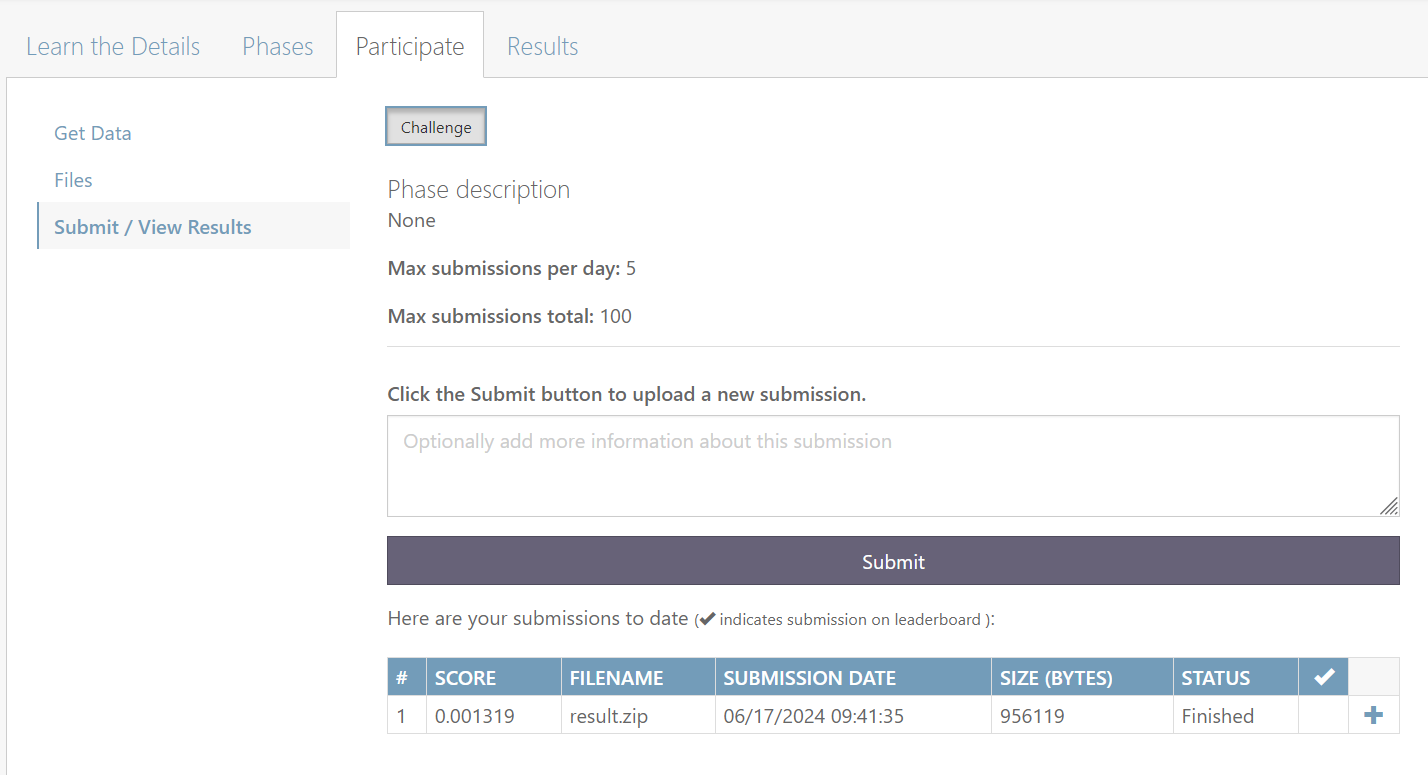 Learn the Details Phases Participate Results
Get Data
Files
Submit / View Results
Challenge
Phase description
None
Max submissions per day: 5
Max submissions total: 100
Click the Submit button to upload a new submission.
Optionally add more information about this submission
Submit
Here are your submissions to date (✔ indicates submission on leaderboard ):
# SCORE FILENAME SUBMISSION DATE SIZE (BYTES) STATUS ✔
1 0.001319 result.zip 06/17/2024 09:41:35 956119 Finished +